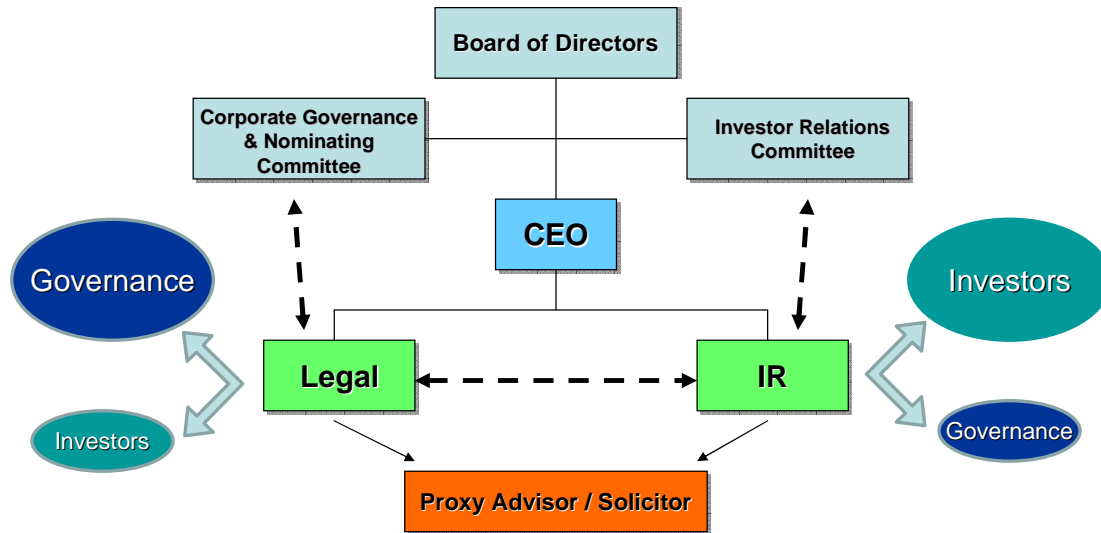 Board of Directors
Corporate Governance
& Nominating
Committee
Investor Relations
Committee
CEO
Governance
Investors
Legal
IR
Investors
Governance
Proxy Advisor / Solicitor